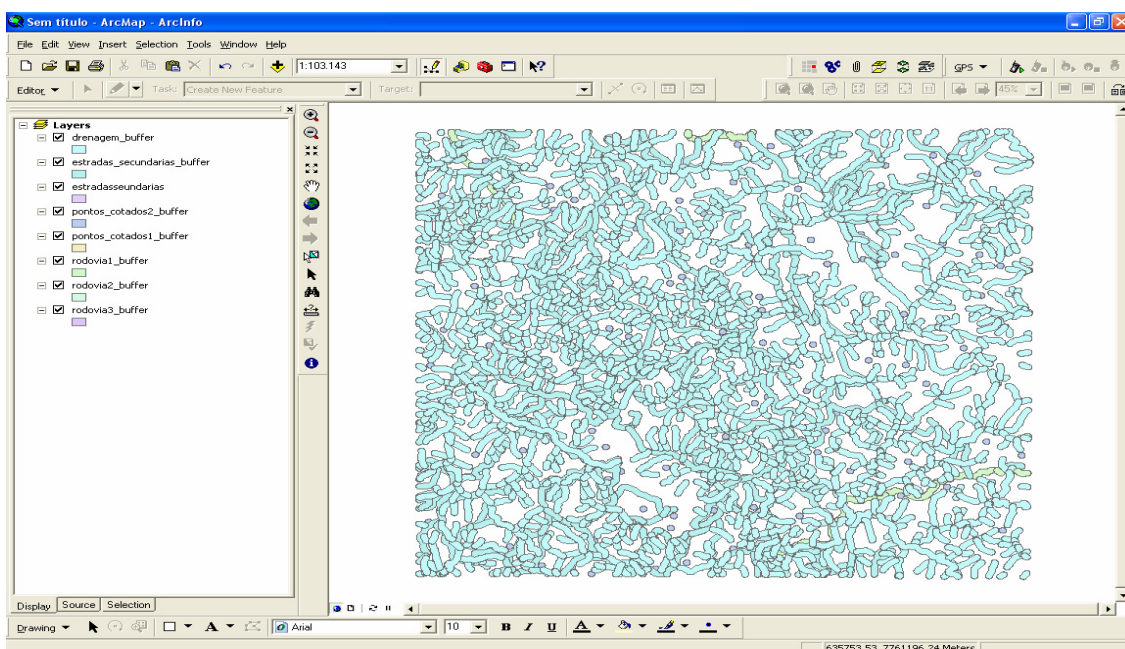 Sem título - ArcMap - ArcInfo
File Edit View Insert Selection Tools Window Help
1:103.143
GPS
Editor
Task: Create New Feature
Target:
45%
Layers
drenagem_buffer
estradas_secundarias_buffer
estradasseundarias
pontos_cotados2_buffer
pontos_cotados1_buffer
rodovia1_buffer
rodovia2_buffer
rodovia3_buffer
Display Source Selection
Drawing
A
Arial
10
B I U A
635753,53 7761196,24 Meters